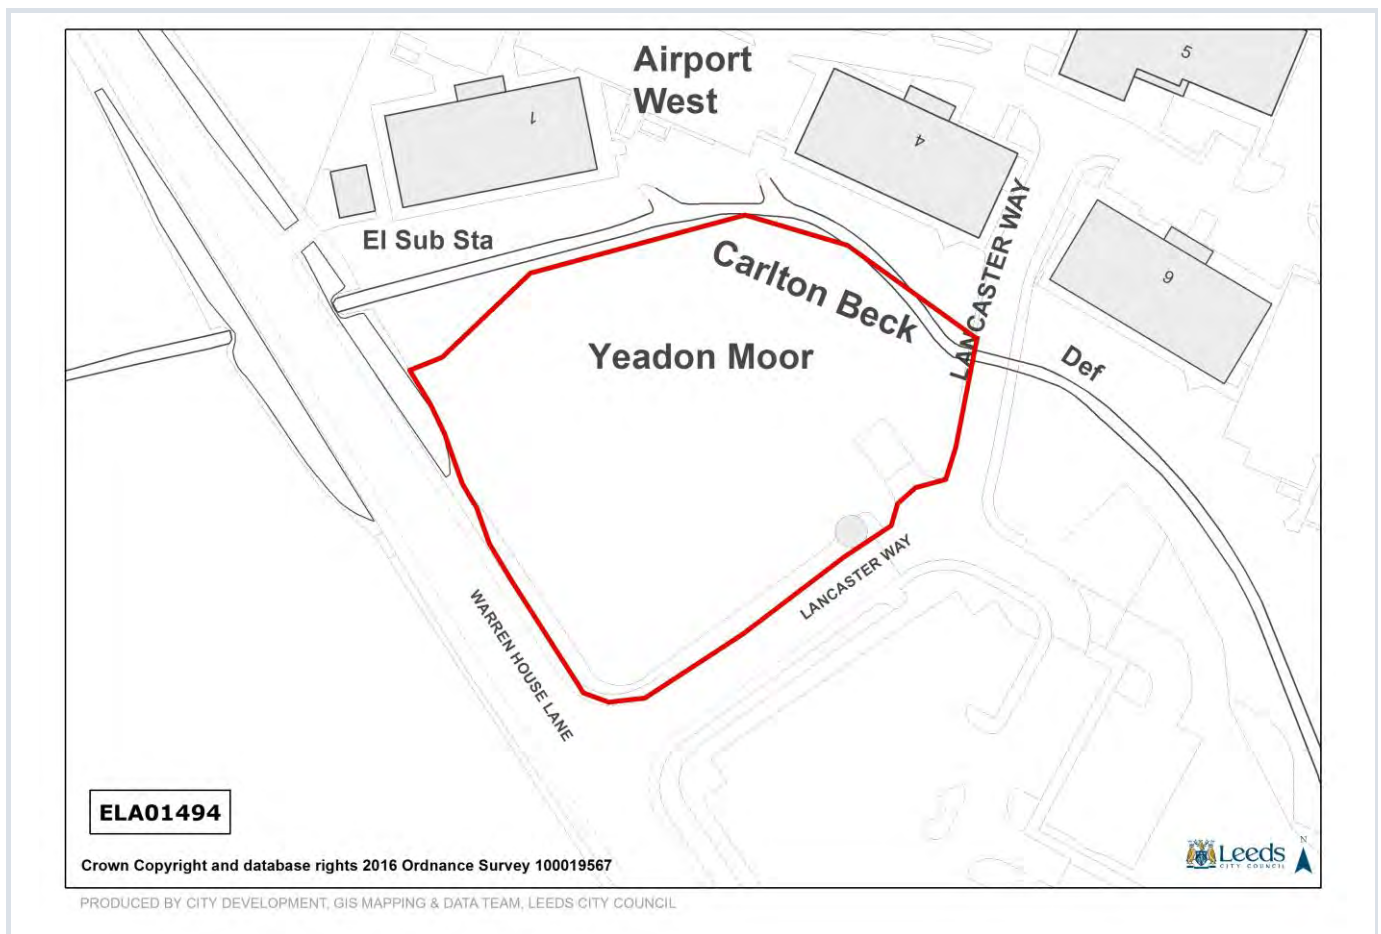 Airport
West
5
1
4
LANCASTER WAY
El Sub Sta
Carlton Beck
6
Yeadon Moor
Def
LANCASTER WAY
WARREN HOUSE LANE
ELA01494
Crown Copyright and database rights 2016 Ordnance Survey 100019567
Leeds
CITY COUNCIL
N
PRODUCED BY CITY DEVELOPMENT, GIS MAPPING & DATA TEAM, LEEDS CITY COUNCIL